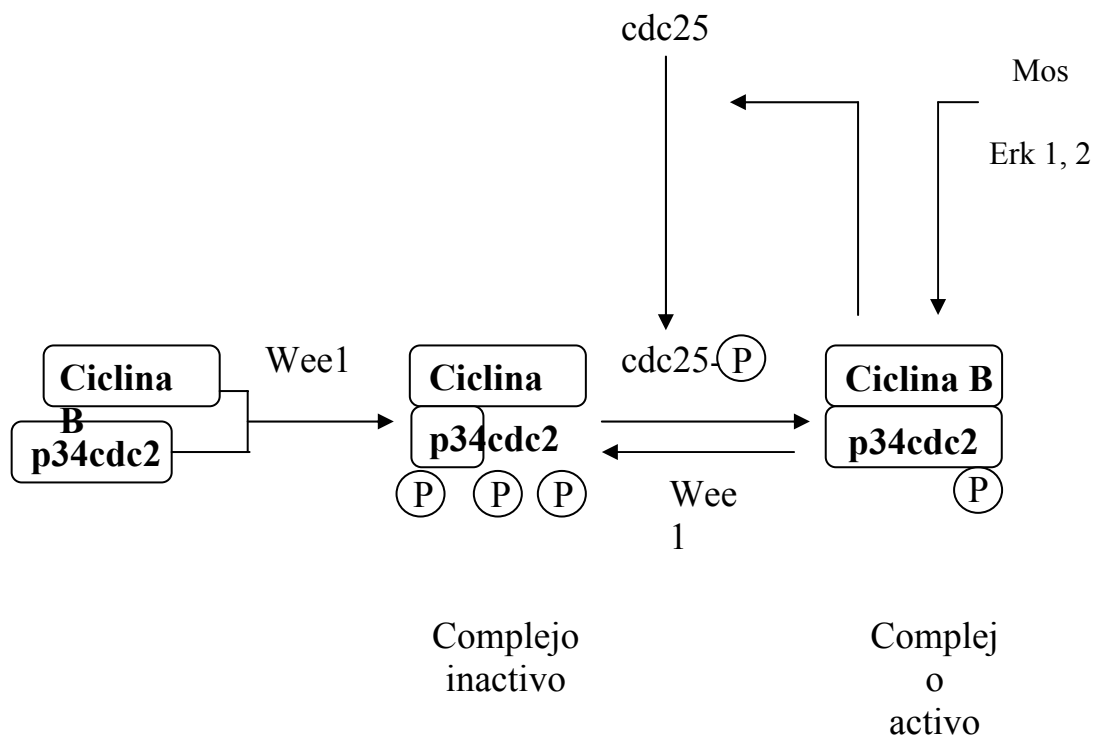 cdc25
Mos
Erk 1, 2
Ciclina
B
p34cdc2
Wee1
Ciclina
p34cdc2
P P P
cdc25-P
Wee
1
Ciclina B
p34cdc2
P
Complejo
inactivo
Complej
o
activo